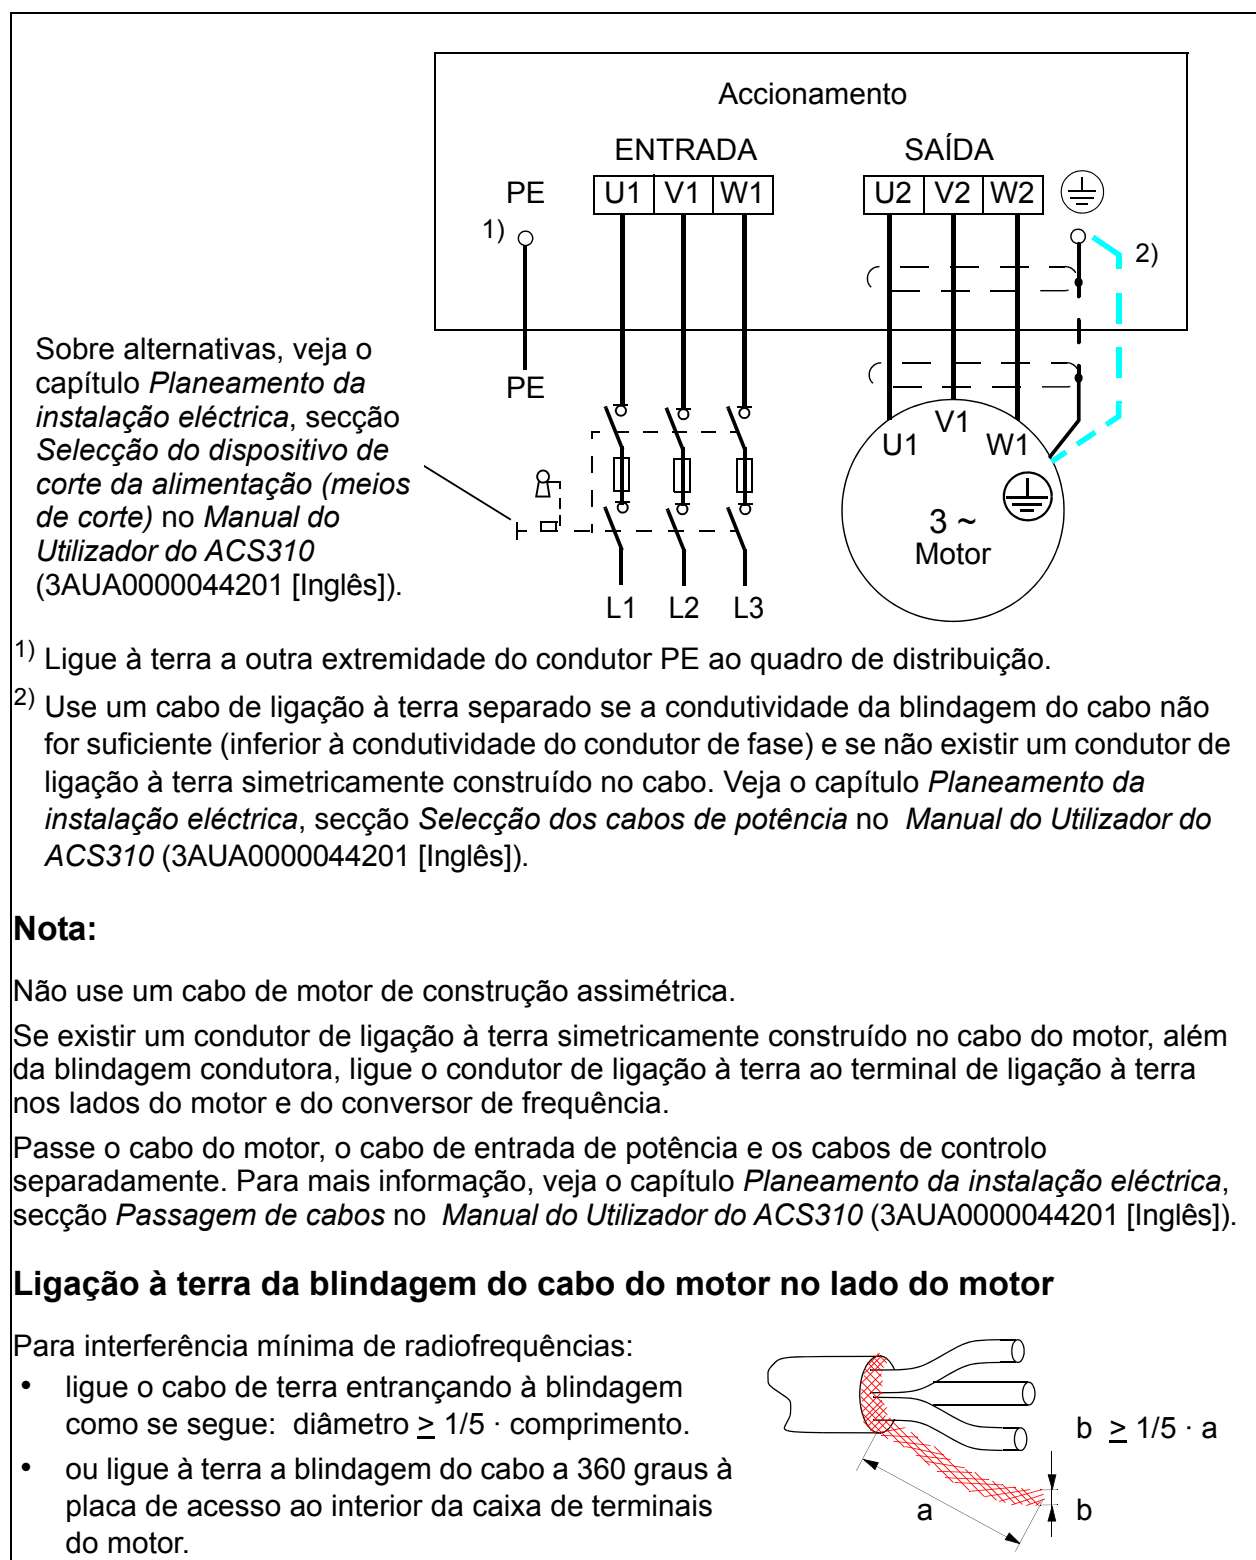 Accionamento
ENTRADA
SAÍDA
PE
U1 V1 W1
U2 V2 W2
1)
2)
PE
Sobre alternativas, veja o
capítulo Planeamento da
instalação eléctrica, secção
Selecção do dispositivo de
corte da alimentação (meios
de corte) no Manual do
Utilizador do ACS310
(3AUA0000044201 [Inglês]).
U1 V1 W1
3 ~
Motor
L1 L2 L3
1) Ligue à terra a outra extremidade do condutor PE ao quadro de distribuição.
2) Use um cabo de ligação à terra separado se a condutividade da blindagem do cabo não
for suficiente (inferior à condutividade do condutor de fase) e se não existir um condutor de
ligação à terra simetricamente construído no cabo. Veja o capítulo Planeamento da
instalação eléctrica, secção Selecção dos cabos de potência no Manual do Utilizador do
ACS310 (3AUA0000044201 [Inglês]).
Nota:
Não use um cabo de motor de construção assimétrica.
Se existir um condutor de ligação à terra simetricamente construído no cabo do motor, além
da blindagem condutora, ligue o condutor de ligação à terra ao terminal de ligação à terra
nos lados do motor e do conversor de frequência.
Passe o cabo do motor, o cabo de entrada de potência e os cabos de controlo
separadamente. Para mais informação, veja o capítulo Planeamento da instalação eléctrica,
secção Passagem de cabos no Manual do Utilizador do ACS310 (3AUA0000044201 [Inglês]).
Ligação à terra da blindagem do cabo do motor no lado do motor
Para interferência mínima de radiofrequências:
• ligue o cabo de terra entrançando à blindagem
como se segue: diâmetro ≥ 1/5 · comprimento.
• ou ligue à terra a blindagem do cabo a 360 graus à
placa de acesso ao interior da caixa de terminais
do motor.
b ≥ 1/5 · a
a
b